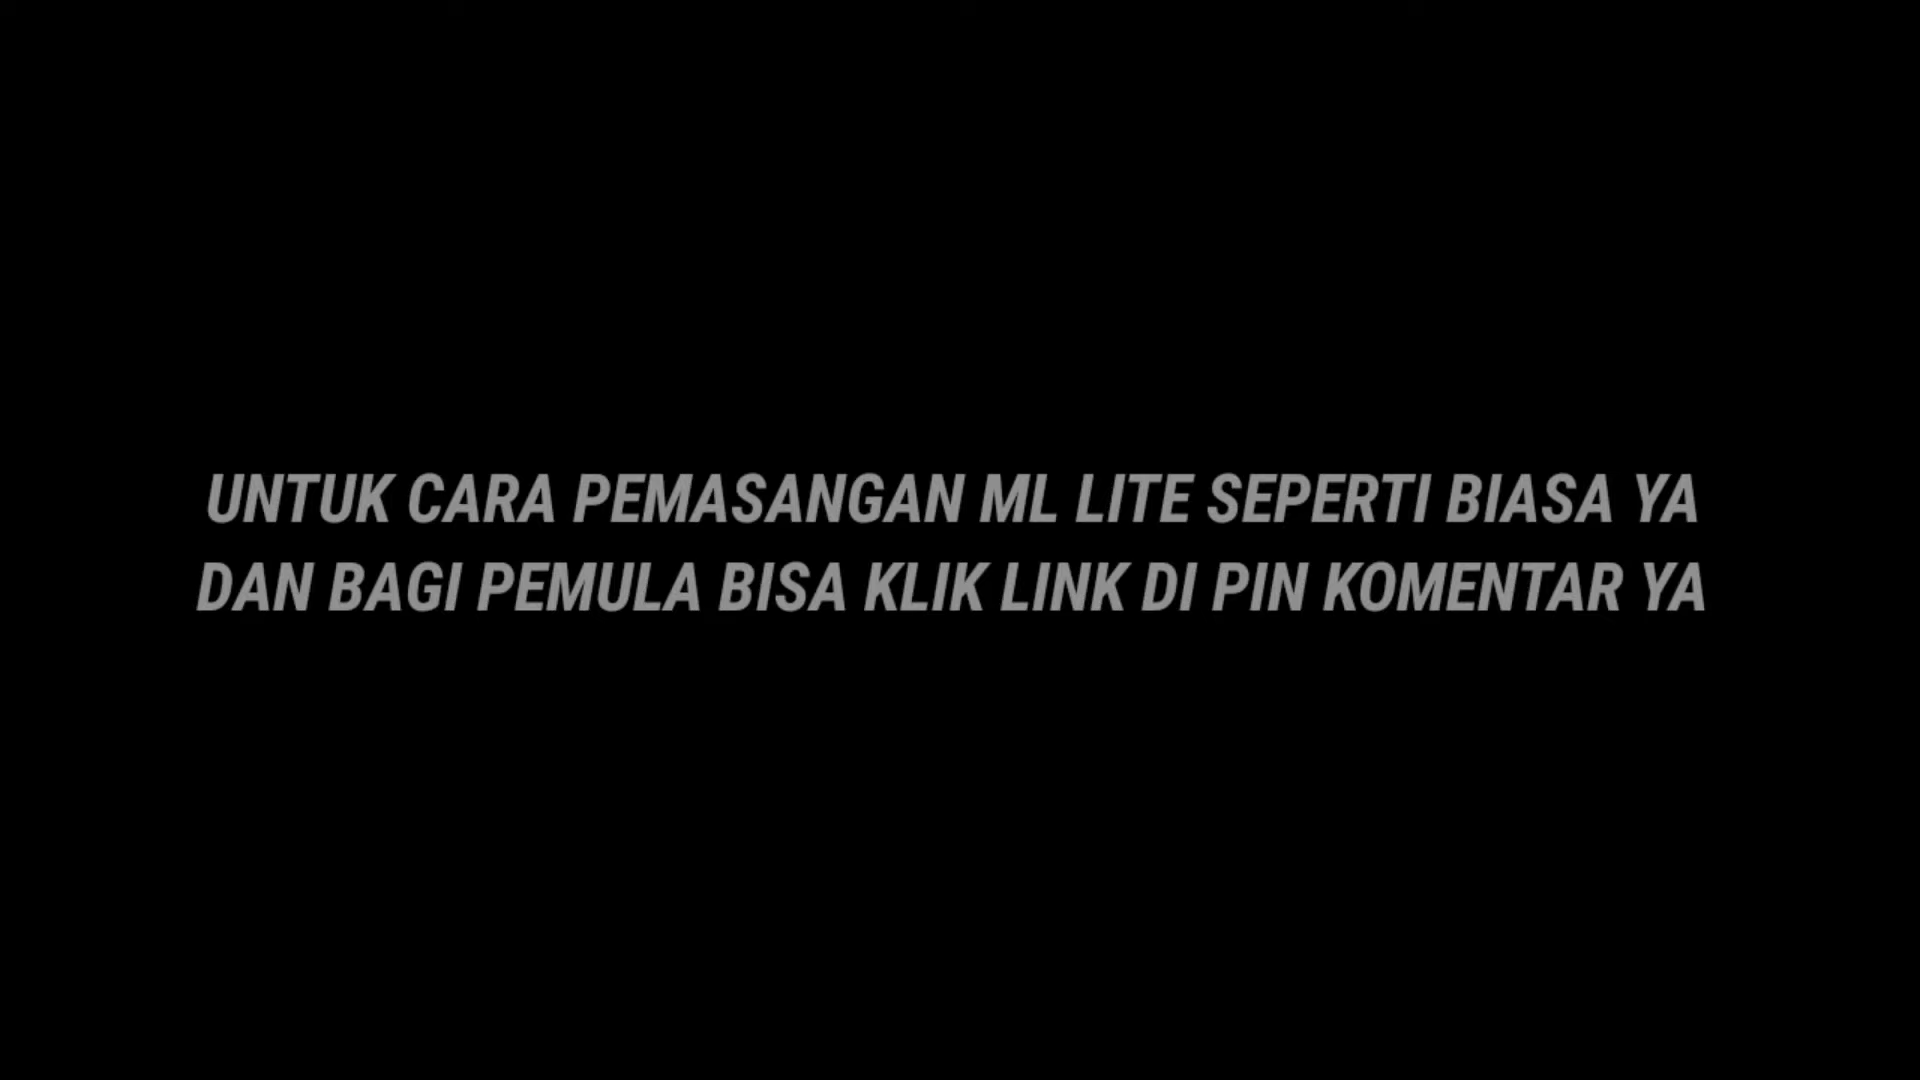 UNTUK CARA PEMASANGAN ML LITE SEPERTI BIASA YA
DAN BAGI PEMULA BISA KLIK LINK DI PIN KOMENTAR YA